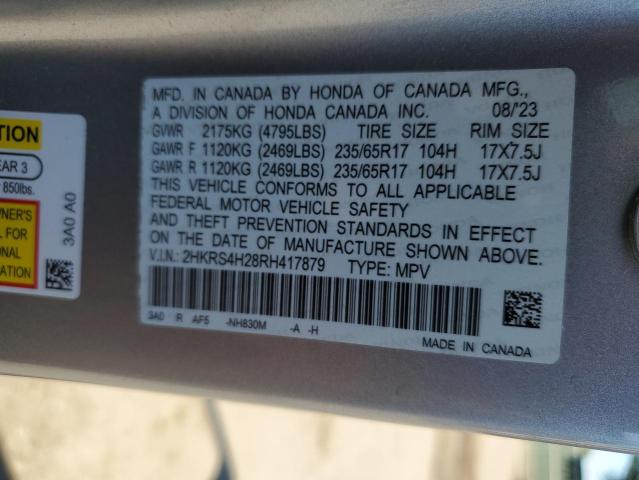 MFD. IN CANADA BY HONDA OF CANADA MFG.,
A DIVISION OF HONDA CANADA INC. 08/'23
GVWR 2175KG (4795LBS) TIRE SIZE RIM SIZE
GAWR F 1120KG (2469LBS) 235/65R17 104H 17X7.5J
GAWR R 1120KG (2469LBS) 235/65R17 104H 17X7.5J
THIS VEHICLE CONFORMS TO ALL APPLICABLE
FEDERAL MOTOR VEHICLE SAFETY
AND THEFT PREVENTION STANDARDS IN EFFECT
ON THE DATE OF MANUFACTURE SHOWN ABOVE.
V.I.N.: 2HKRS4H28RH417879 TYPE: MPV
3A0 R AF5 -NH830M -A -H
MADE IN CANADA
TION
EAR 3
850lbs.
WNER'S
L FOR
ONAL
ATION
3A0 A0